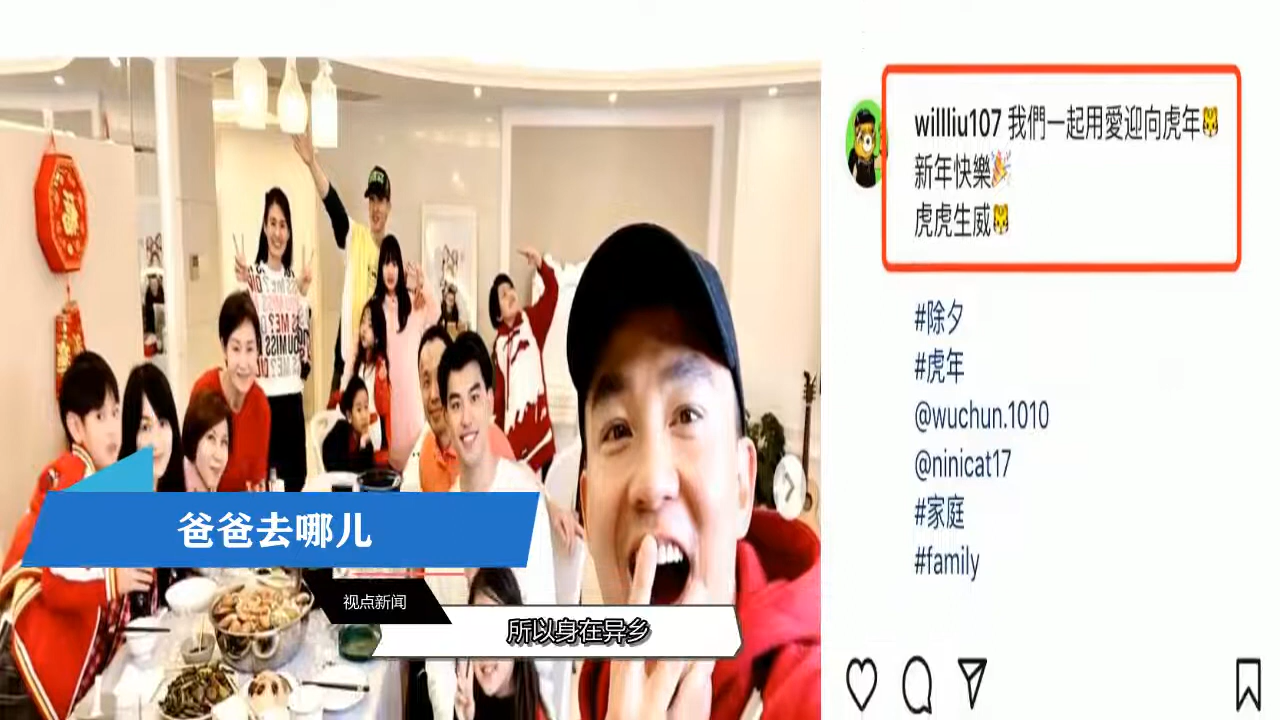 willliu107 我們一起用愛迎向虎年🐯
新年快樂🎉
虎虎生威🐯
#除夕
#虎年
@wuchun.1010
@ninicat17
#家庭
#family
爸爸去哪儿
视点新闻
所以身在异乡